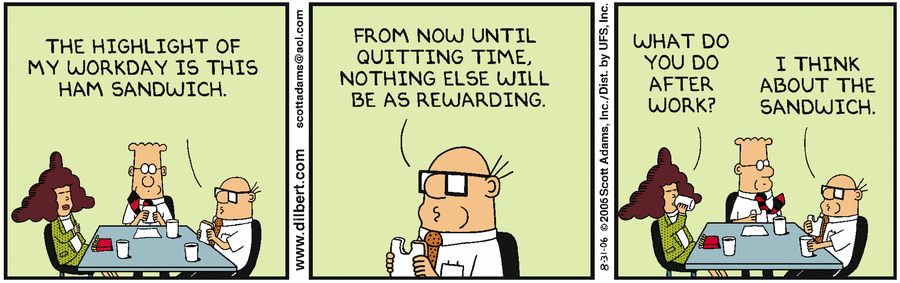 THE HIGHLIGHT OF
MY WORKDAY IS THIS
HAM SANDWICH.
www.dilbert.com scottadams@aol.com
FROM NOW UNTIL
QUITTING TIME,
NOTHING ELSE WILL
BE AS REWARDING.
8-31-06 ©2006 Scott Adams, Inc./Dist. by UFS, Inc.
WHAT DO
YOU DO
AFTER
WORK?
I THINK
ABOUT THE
SANDWICH.